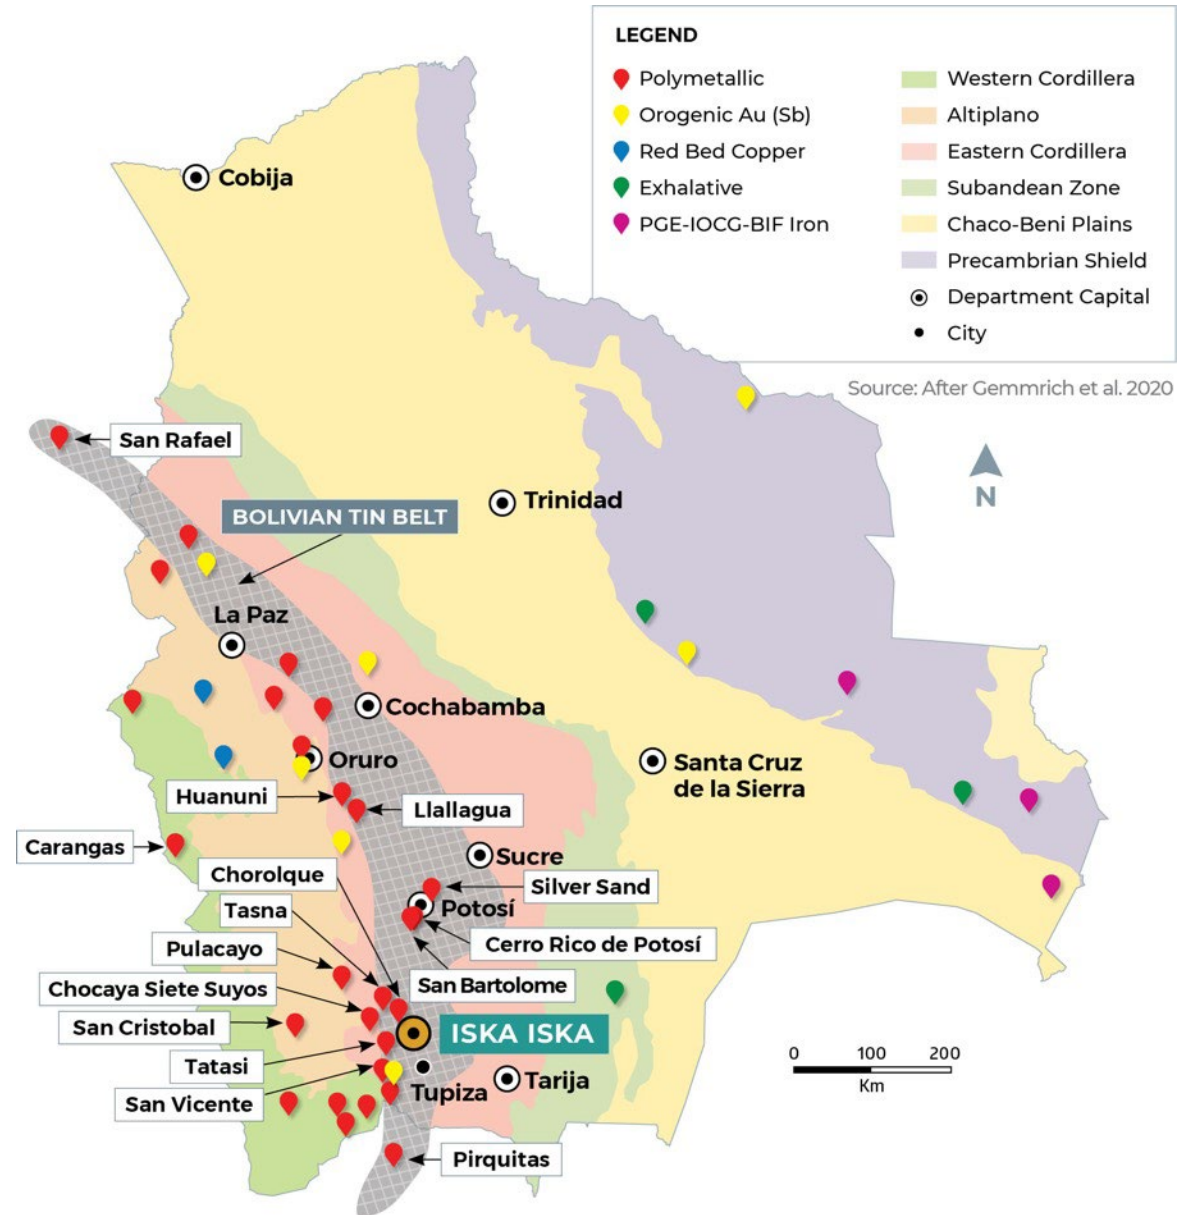 LEGEND
Polymetallic
Orogenic Au (Sb)
Red Bed Copper
Exhalative
PGE-IOCG-BIF Iron
Western Cordillera
Altiplano
Eastern Cordillera
Subandean Zone
Chaco-Beni Plains
Precambrian Shield
Department Capital
City
Source: After Gemmrich et al. 2020
N
Cobija
San Rafael
Trinidad
BOLIVIAN TIN BELT
La Paz
Cochabamba
Oruro
Santa Cruz
de la Sierra
Huanuni
Llallagua
Carangas
Sucre
Chorolque
Silver Sand
Tasna
Potosí
Cerro Rico de Potosí
Pulacayo
San Bartolome
Chocaya Siete Suyos
San Cristobal
ISKA ISKA
Tatasi
Tupiza
Tarija
San Vicente
Pirquitas
0 100 200
Km